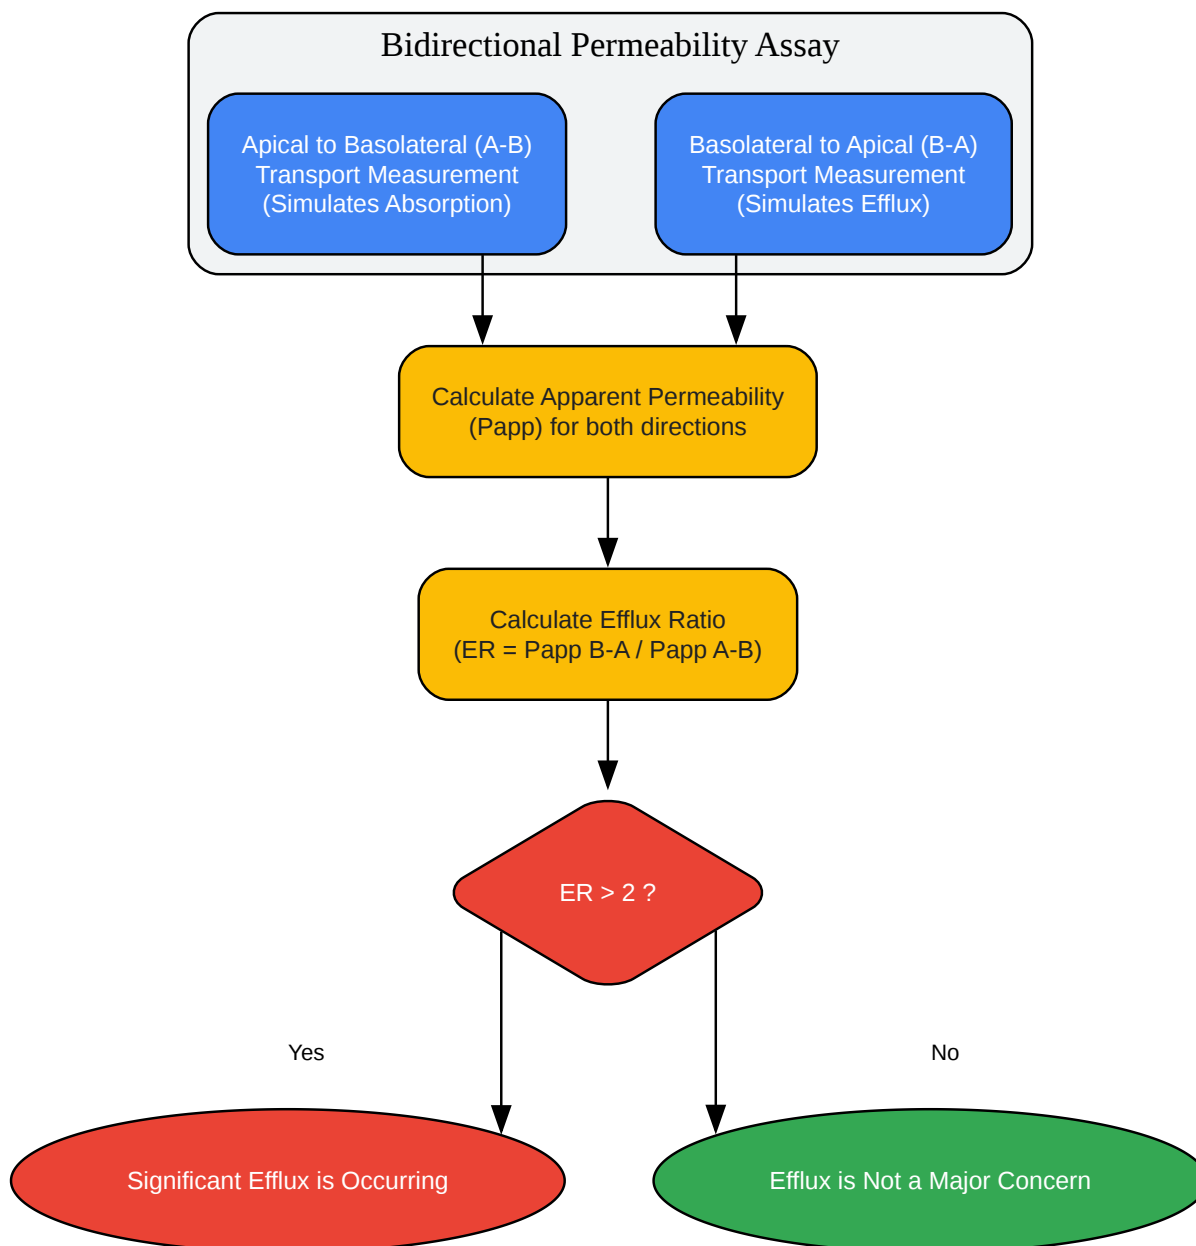 Bidirectional Permeability Assay
Apical to Basolateral (A-B)
Transport Measurement
(Simulates Absorption)
Basolateral to Apical (B-A)
Transport Measurement
(Simulates Efflux)
Calculate Apparent Permeability
(Papp) for both directions
Calculate Efflux Ratio
(ER = Papp B-A / Papp A-B)
ER > 2 ?
Yes
No
Significant Efflux is Occurring
Efflux is Not a Major Concern